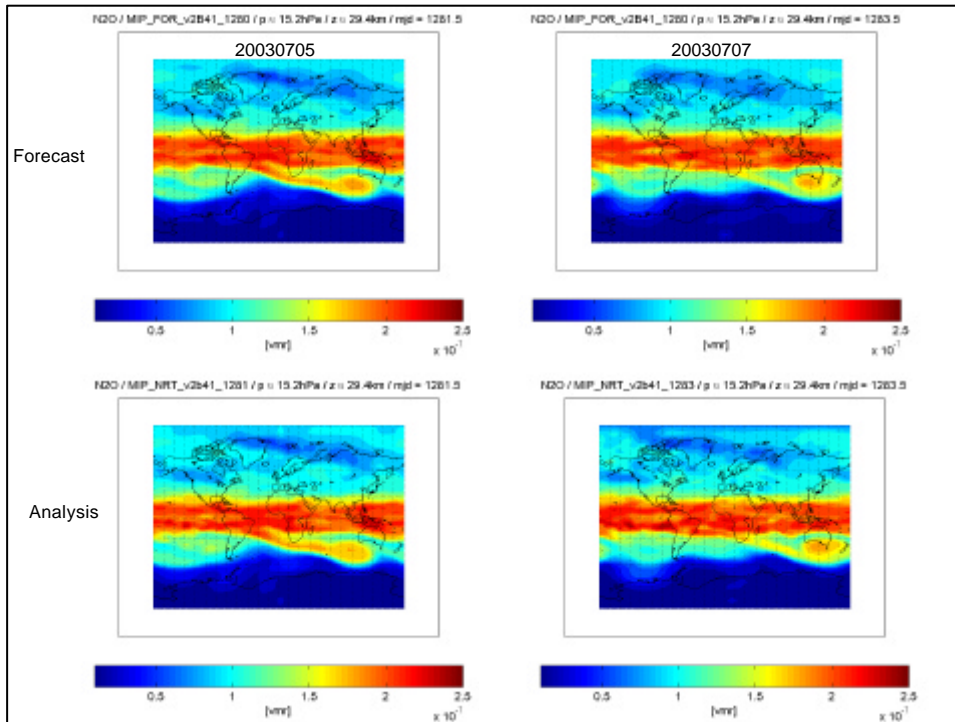 N2O / MIP_FOR_v2B41_1280 / p ≈ 15.2hPa / z ≈ 29.4km / mjd = 1281.5
N2O / MIP_FOR_v2B41_1280 / p ≈ 15.2hPa / z ≈ 29.4km / mjd = 1283.5
20030705
20030707
Forecast
0.5 1 1.5 2 2.5
[vmr]
x 10⁻⁷
0.5 1 1.5 2 2.5
[vmr]
x 10⁻⁷
N2O / MIP_NRT_v2b41_1281 / p ≈ 15.2hPa / z ≈ 29.4km / mjd = 1281.5
N2O / MIP_NRT_v2b41_1283 / p ≈ 15.2hPa / z ≈ 29.4km / mjd = 1283.5
Analysis
0.5 1 1.5 2 2.5
[vmr]
x 10⁻⁷
0.5 1 1.5 2 2.5
[vmr]
x 10⁻⁷